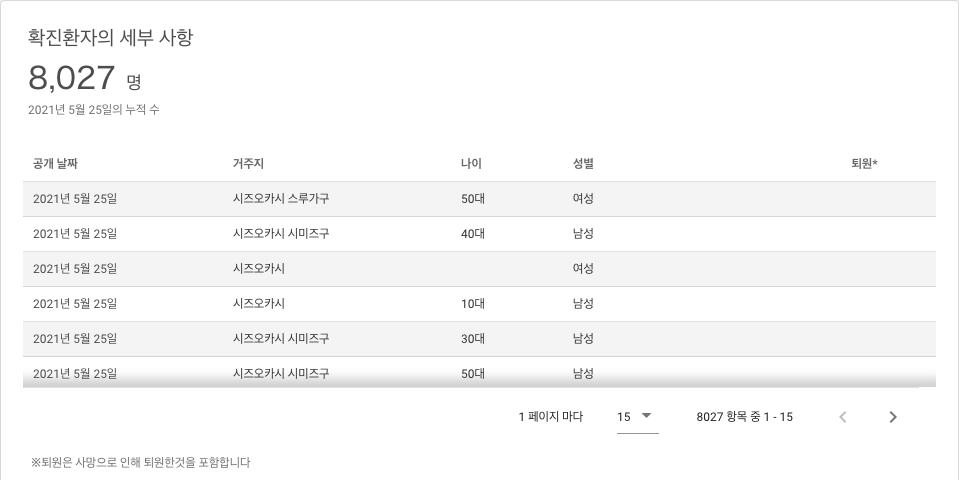 확진환자의 세부 사항
8,027 명
2021년 5월 25일의 누적 수
공개 날짜 거주지 나이 성별 퇴원*
2021년 5월 25일 시즈오카시 스루가구 50대 여성
2021년 5월 25일 시즈오카시 시미즈구 40대 남성
2021년 5월 25일 시즈오카시 여성
2021년 5월 25일 시즈오카시 10대 남성
2021년 5월 25일 시즈오카시 시미즈구 30대 남성
2021년 5월 25일 시즈오카시 시미즈구 50대 남성
1 페이지 마다 15 8027 항목 중 1 - 15
※퇴원은 사망으로 인해 퇴원한것을 포함합니다